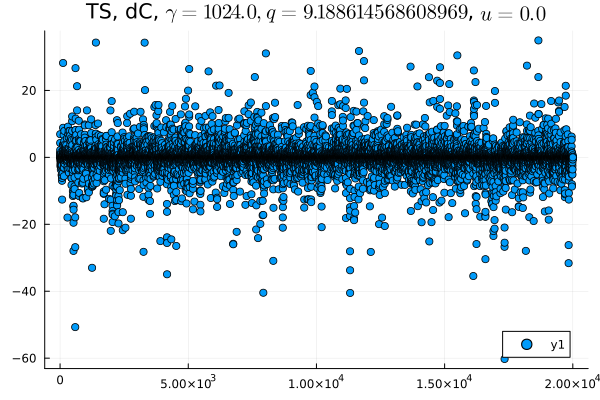 TS, dC, γ = 1024.0, q = 9.188614568608969, u = 0.0
20
0
−20
−40
−60
y1
0 5.00×10³ 1.00×10⁴ 1.50×10⁴ 2.00×10⁴